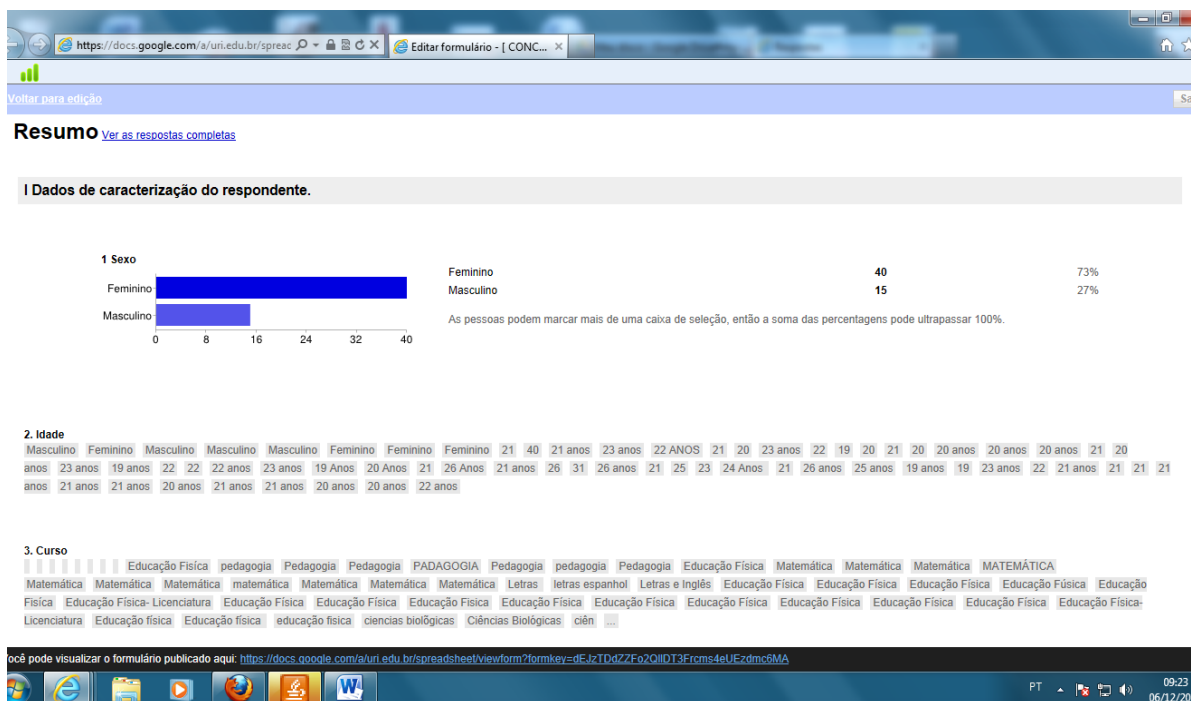 https://docs.google.com/a/uri.edu.br/spreac
Editar formulário - [ CONC...
Voltar para edição
Resumo Ver as respostas completas
I Dados de caracterização do respondente.
1 Sexo
Feminino
Masculino
0 8 16 24 32 40
Feminino 40 73%
Masculino 15 27%
As pessoas podem marcar mais de uma caixa de seleção, então a soma das percentagens pode ultrapassar 100%.
2. Idade
Masculino Feminino Masculino Masculino Masculino Feminino Feminino Feminino 21 40 21 anos 23 anos 22 ANOS 21 20 23 anos 22 19 20 21 20 20 anos 20 anos 20 anos 21 20
anos 23 anos 19 anos 22 22 22 anos 23 anos 19 Anos 20 Anos 21 26 Anos 21 anos 26 31 26 anos 21 25 23 24 Anos 21 26 anos 25 anos 19 anos 19 23 anos 22 21 anos 21 21 21
anos 21 anos 21 anos 20 anos 21 anos 21 anos 20 anos 20 anos 22 anos
3. Curso
Educação Fisíca pedagogia Pedagogia Pedagogia PADAGOGIA Pedagogia pedagogia Pedagogia Educação Física Matemática Matemática Matemática MATEMÁTICA
Matemática Matemática Matemática matemática Matemática Matemática Matemática Letras letras espanhol Letras e Inglês Educação Física Educação Física Educação Física Educação Fúsica Educação
Fisíca Educação Física- Licenciatura Educação Física Educação Física Educação Fisica Educação Física Educação Física Educação Física Educação Física Educação Física Educação Física Educação Física-
Licenciatura Educação física Educação física educação fisica ciencias biolõgicas Ciências Biológicas ciên ...
ocê pode visualizar o formulário publicado aqui: https://docs.google.com/a/uri.edu.br/spreadsheet/viewform?formkey=dEJzTDdZZFo2QllDT3Frcms4eUEzdmc6MA
PT 09:23
06/12/20